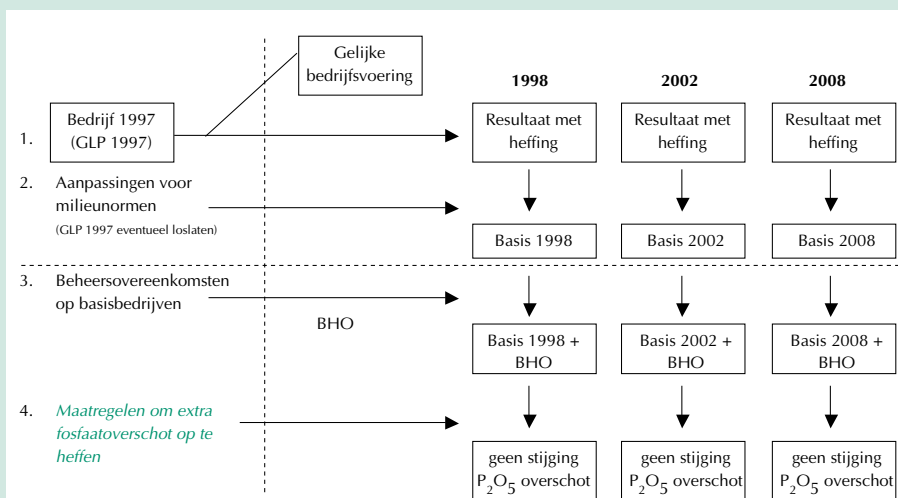 Gelijke
bedrijfsvoering
1998 2002 2008
1. Bedrijf 1997
(GLP 1997)
Resultaat met
heffing
Resultaat met
heffing
Resultaat met
heffing
2. Aanpassingen voor
milieunormen
(GLP 1997 eventueel loslaten)
Basis 1998
Basis 2002
Basis 2008
3. Beheersovereenkomsten
op basisbedrijven
BHO
Basis 1998 +
BHO
Basis 2002 +
BHO
Basis 2008 +
BHO
4. Maatregelen om extra
fosfaatoverschot op te
heffen
geen stijging
P₂O₅ overschot
geen stijging
P₂O₅ overschot
geen stijging
P₂O₅ overschot